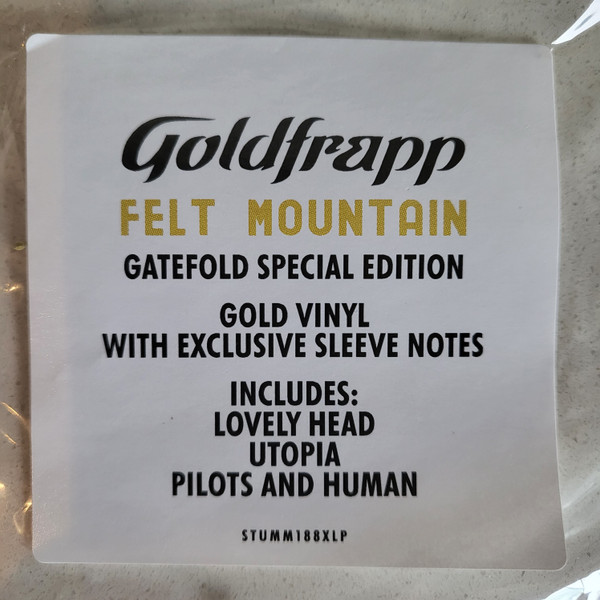 Goldfrapp
FELT MOUNTAIN
GATEFOLD SPECIAL EDITION
GOLD VINYL
WITH EXCLUSIVE SLEEVE NOTES
INCLUDES:
LOVELY HEAD
UTOPIA
PILOTS AND HUMAN
STUMM188XLP